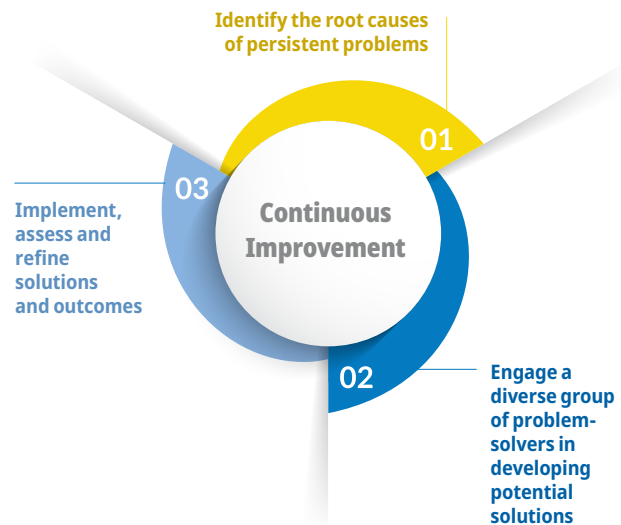 Identify the root causes
of persistent problems
01
Continuous
Improvement
03
Implement,
assess and
refine
solutions
and outcomes
02
Engage a
diverse group
of problem-
solvers in
developing
potential
solutions